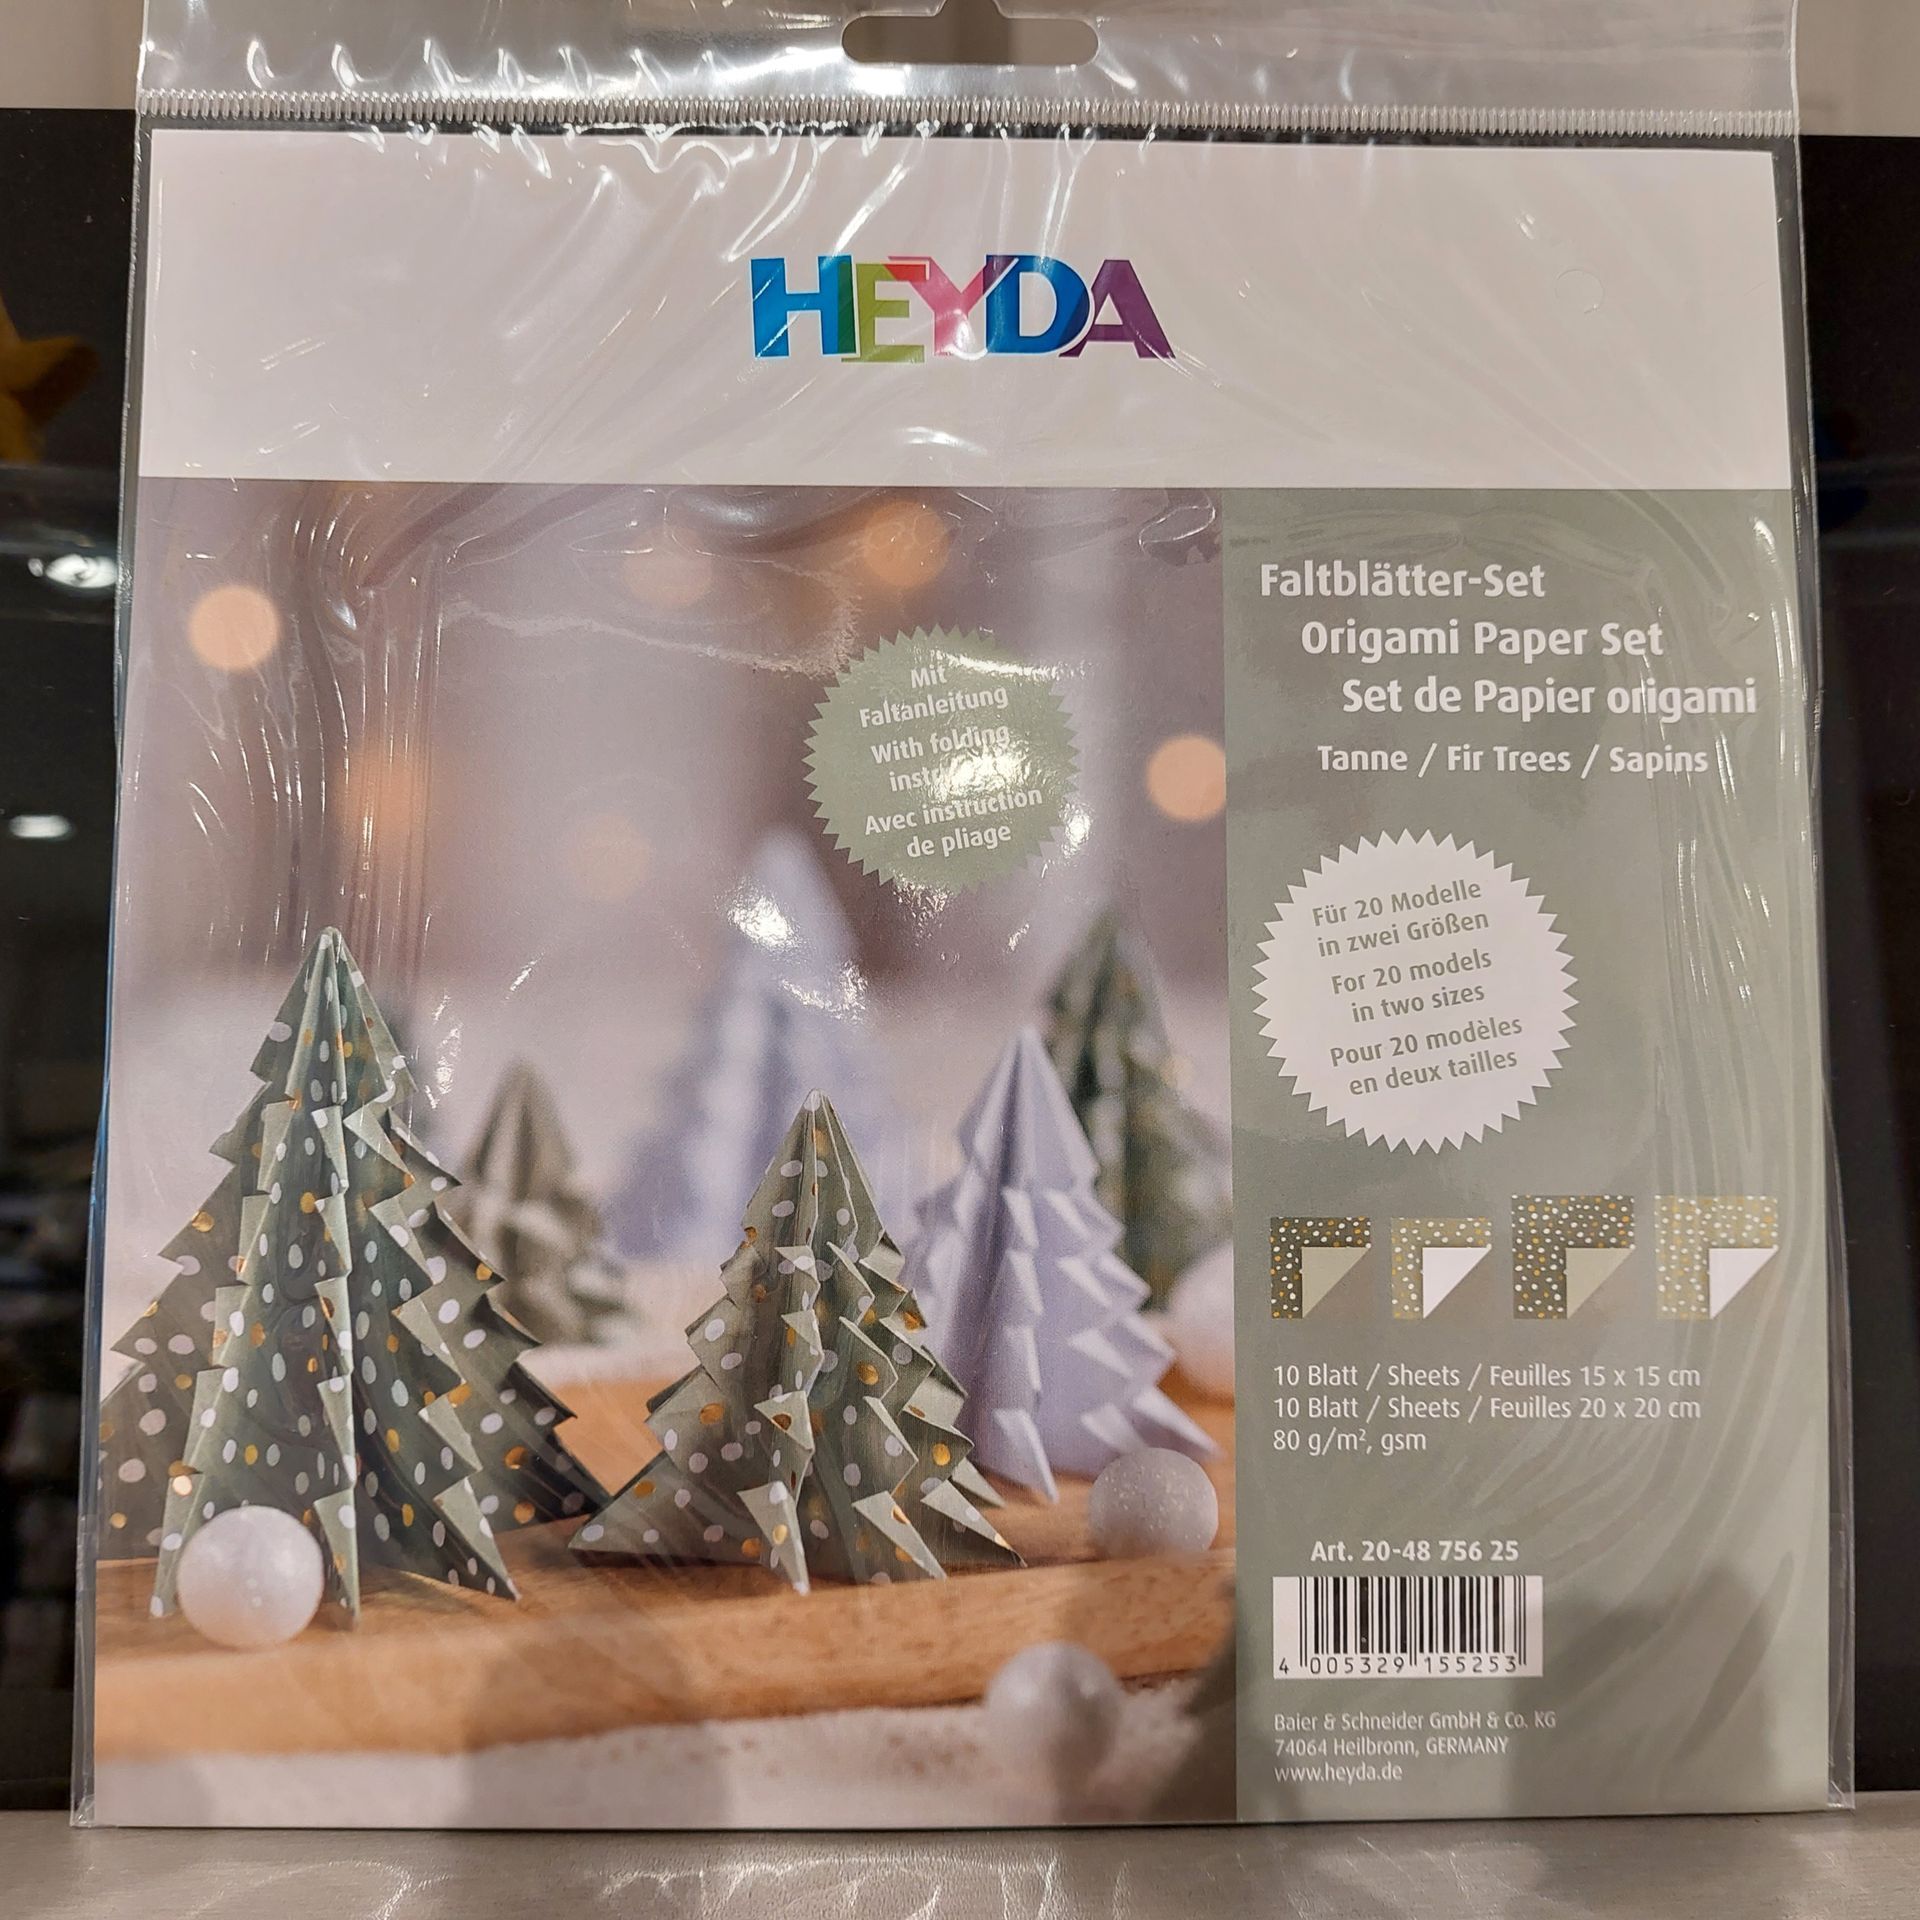 HEYDA
Mit
Faltanleitung
With folding
Avec instruction
de pliage
Faltblätter-Set
Origami Paper Set
Set de Papier origami
Tanne / Fir Trees / Sapins
Für 20 Modelle
in zwei Größen
For 20 models
in two sizes
Pour 20 modèles
en deux tailles
10 Blatt / Sheets / Feuilles 15 x 15 cm
10 Blatt / Sheets / Feuilles 20 x 20 cm
80 g/m², gsm
Art. 20-48 756 25
4 005329 155253
Baier & Schneider GmbH & Co. KG
74064 Heilbronn, GERMANY
www.heyda.de